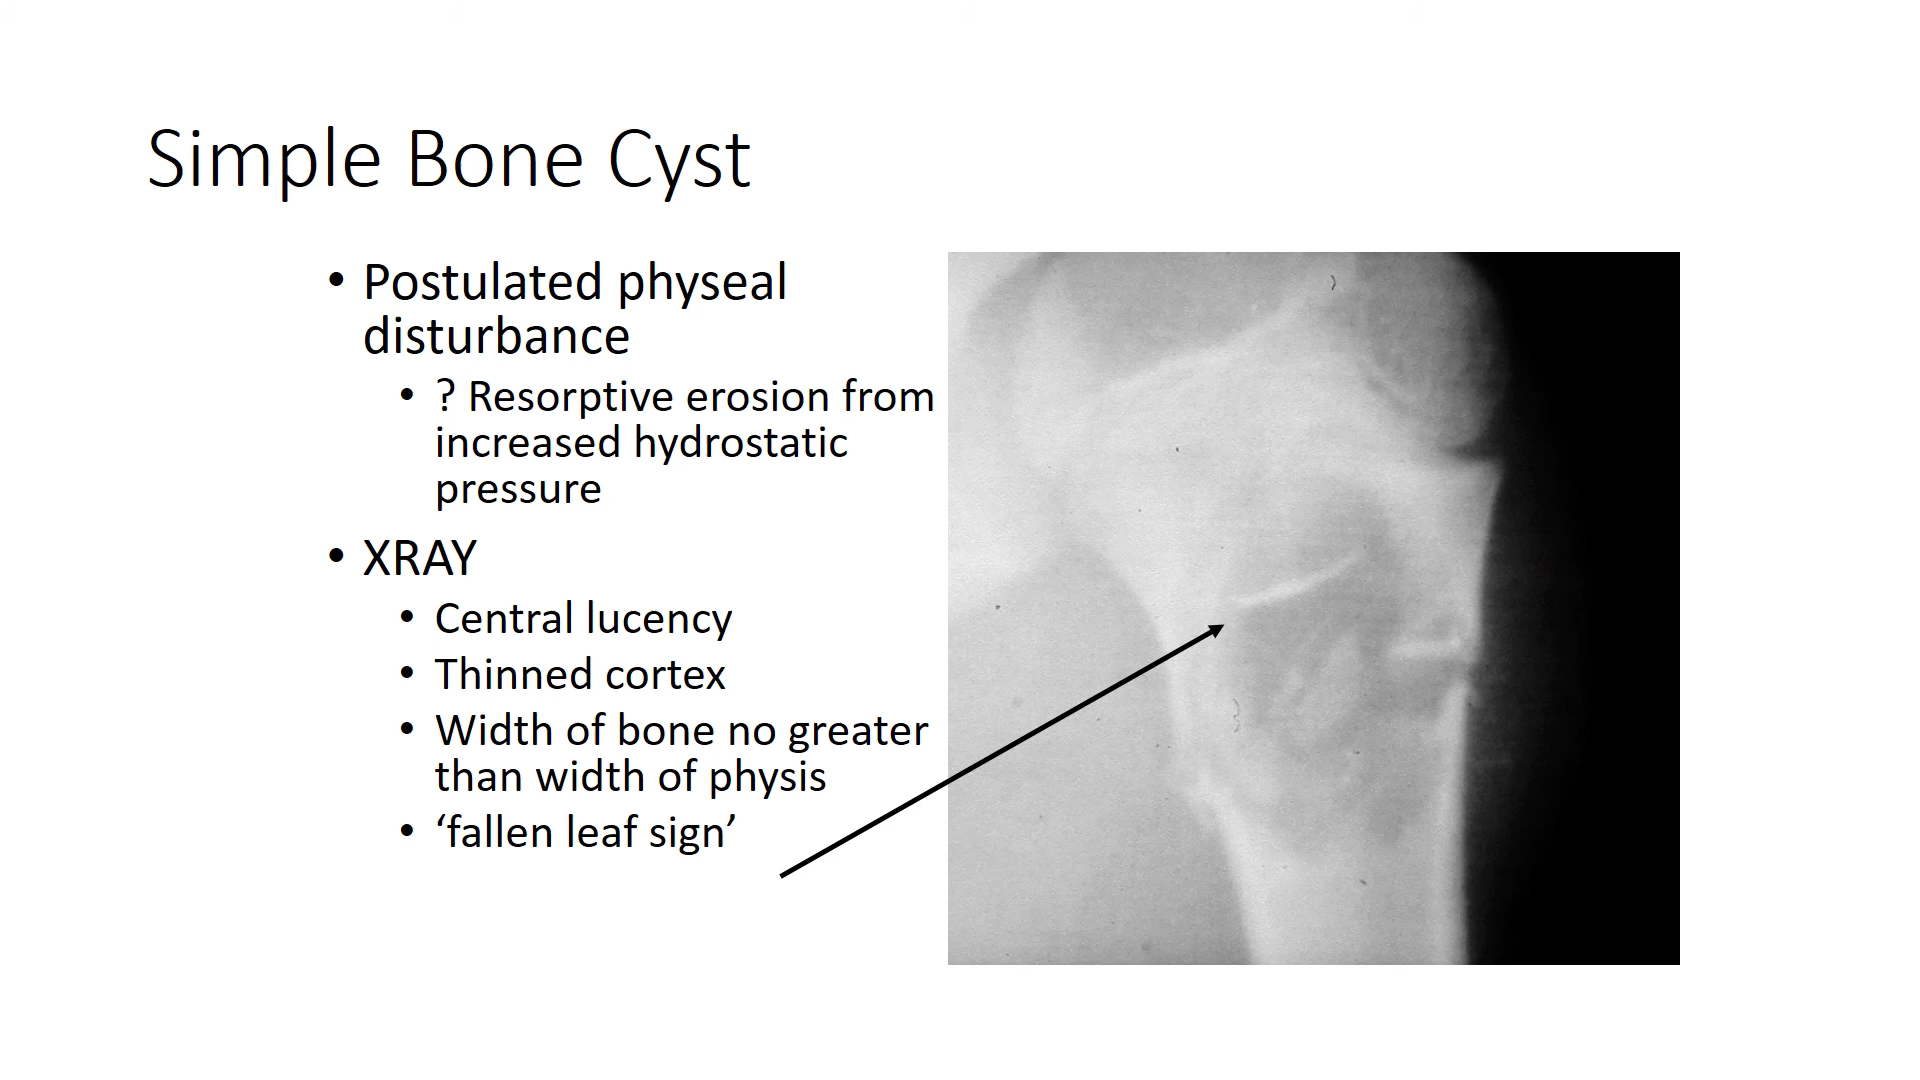 Simple Bone Cyst
• Postulated physeal
disturbance
• ? Resorptive erosion from
increased hydrostatic
pressure
• XRAY
• Central lucency
• Thinned cortex
• Width of bone no greater
than width of physis
• ‘fallen leaf sign’